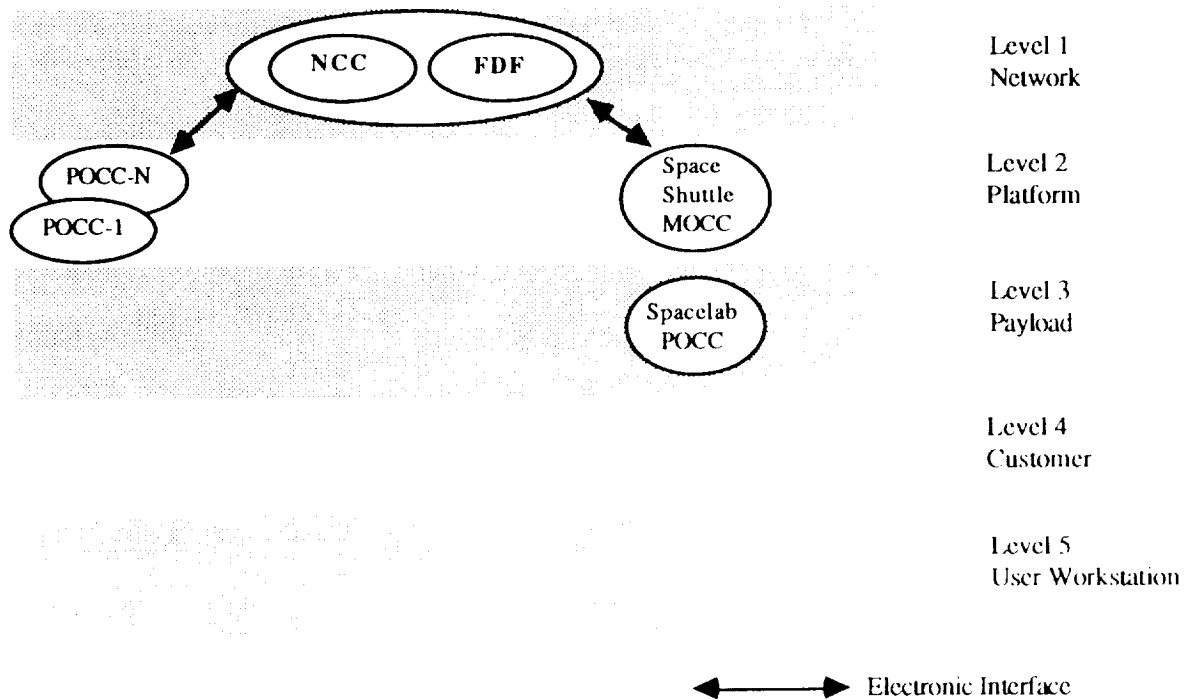 NCC
FDF
Level 1
Network
POCC-N
POCC-1
Space
Shuttle
MOCC
Level 2
Platform
Spacelab
POCC
Level 3
Payload
Level 4
Customer
Level 5
User Workstation
Electronic Interface